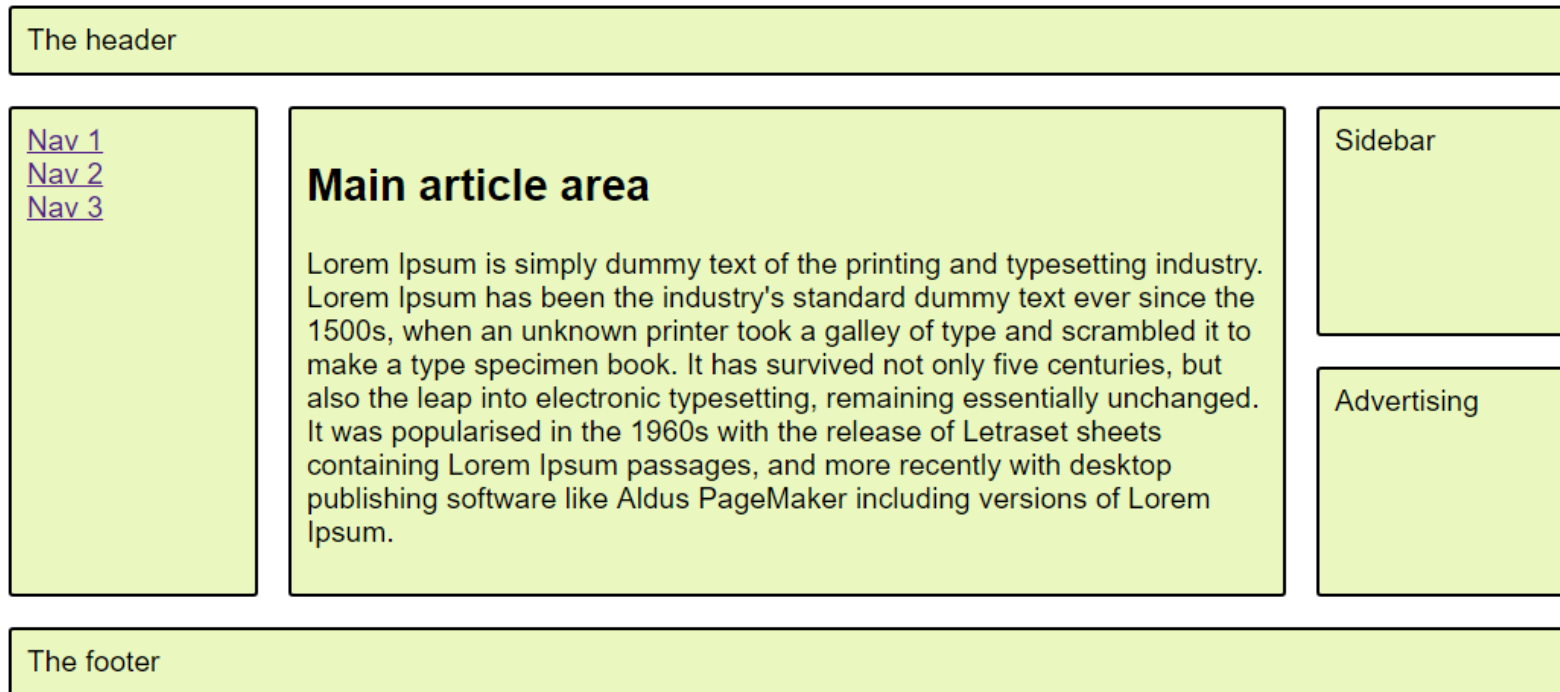 The header
Nav 1
Nav 2
Nav 3
Main article area
Lorem Ipsum is simply dummy text of the printing and typesetting industry.
Lorem Ipsum has been the industry's standard dummy text ever since the
1500s, when an unknown printer took a galley of type and scrambled it to
make a type specimen book. It has survived not only five centuries, but
also the leap into electronic typesetting, remaining essentially unchanged.
It was popularised in the 1960s with the release of Letraset sheets
containing Lorem Ipsum passages, and more recently with desktop
publishing software like Aldus PageMaker including versions of Lorem
Ipsum.
Sidebar
Advertising
The footer